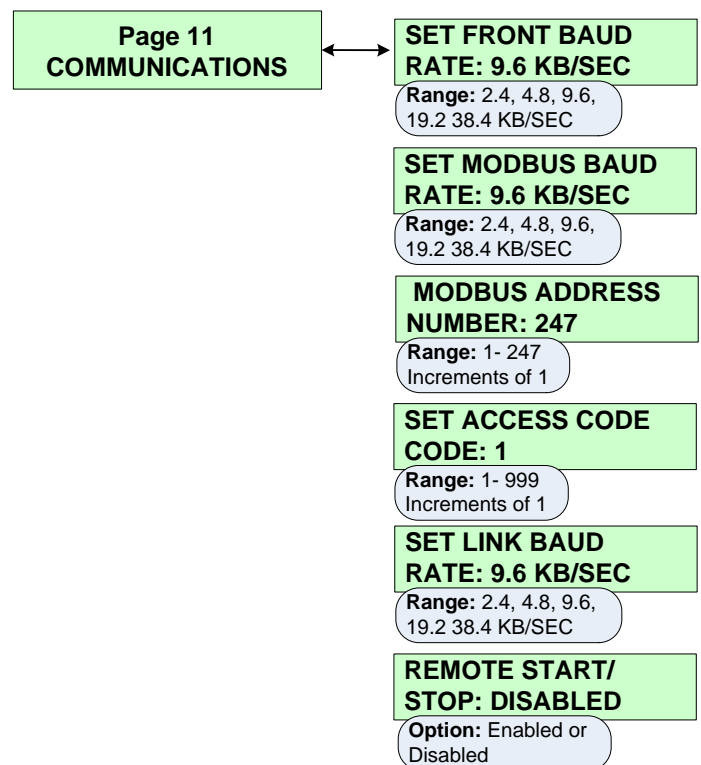 Page 11
COMMUNICATIONS
SET FRONT BAUD
RATE: 9.6 KB/SEC
Range: 2.4, 4.8, 9.6,
19.2 38.4 KB/SEC
SET MODBUS BAUD
RATE: 9.6 KB/SEC
Range: 2.4, 4.8, 9.6,
19.2 38.4 KB/SEC
MODBUS ADDRESS
NUMBER: 247
Range: 1- 247
Increments of 1
SET ACCESS CODE
CODE: 1
Range: 1- 999
Increments of 1
SET LINK BAUD
RATE: 9.6 KB/SEC
Range: 2.4, 4.8, 9.6,
19.2 38.4 KB/SEC
REMOTE START/
STOP: DISABLED
Option: Enabled or
Disabled